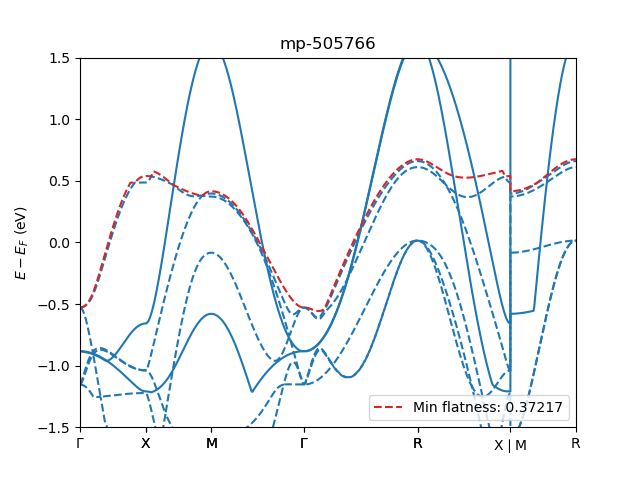 mp-505766
1.5
1.0
0.5
0.0
−0.5
−1.0
−1.5
E − E_F (eV)
Min flatness: 0.37217
Γ X M Γ R X | M R